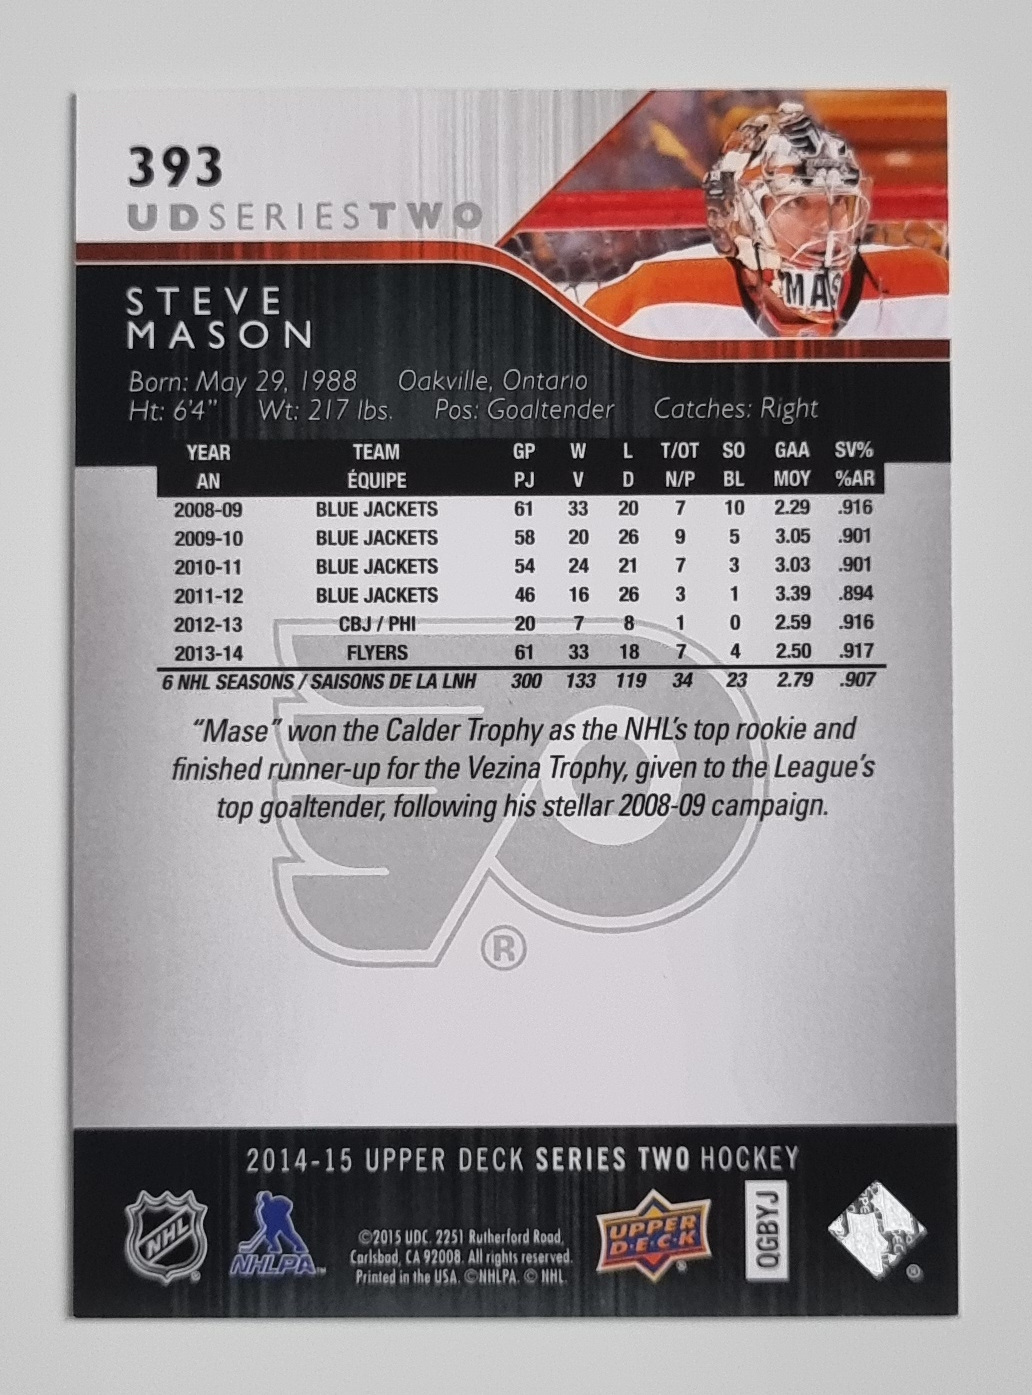 393
UD SERIES TWO
MAS
STEVE
MASON
Born: May 29, 1988 Oakville, Ontario
Ht: 6'4" Wt: 217 lbs. Pos: Goaltender Catches: Right
YEAR TEAM GP W L T/OT SO GAA SV%
AN ÉQUIPE PJ V D N/P BL MOY %AR
2008-09 BLUE JACKETS 61 33 20 7 10 2.29 .916
2009-10 BLUE JACKETS 58 20 26 9 5 3.05 .901
2010-11 BLUE JACKETS 54 24 21 7 3 3.03 .901
2011-12 BLUE JACKETS 46 16 26 3 1 3.39 .894
2012-13 CBJ / PHI 20 7 8 1 0 2.59 .916
2013-14 FLYERS 61 33 18 7 4 2.50 .917
6 NHL SEASONS / SAISONS DE LA LNH 300 133 119 34 23 2.79 .907
“Mase” won the Calder Trophy as the NHL’s top rookie and
finished runner-up for the Vezina Trophy, given to the League’s
top goaltender, following his stellar 2008-09 campaign.
®
2014-15 UPPER DECK SERIES TWO HOCKEY
NHL ®
NHLPA™
©2015 UDC. 2251 Rutherford Road,
Carlsbad, CA 92008. All rights reserved.
Printed in the USA. ©NHLPA. © NHL.
UPPER
D·E·C·K ®
QGBYJ
®